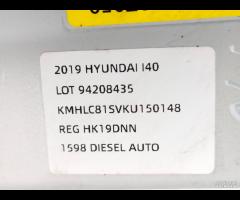 2019 HYUNDAI I40
LOT 94208435
KMHLC81SVKU150148
REG HK19DNN
1598 DIESEL AUTO